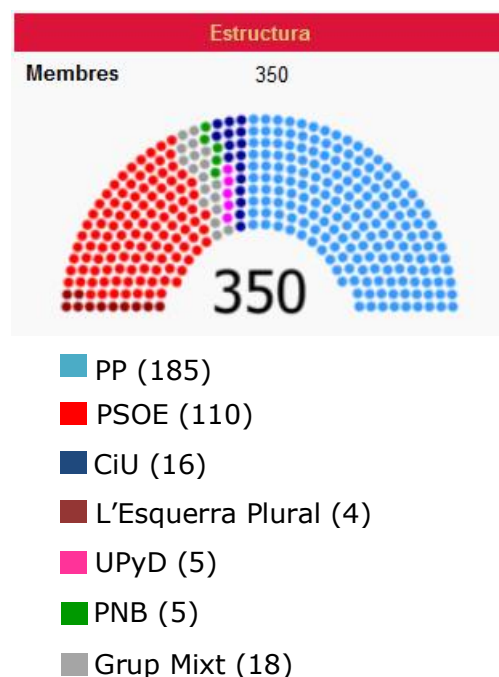 Estructura
Membres 350
350
PP (185)
PSOE (110)
CiU (16)
L’Esquerra Plural (4)
UPyD (5)
PNB (5)
Grup Mixt (18)